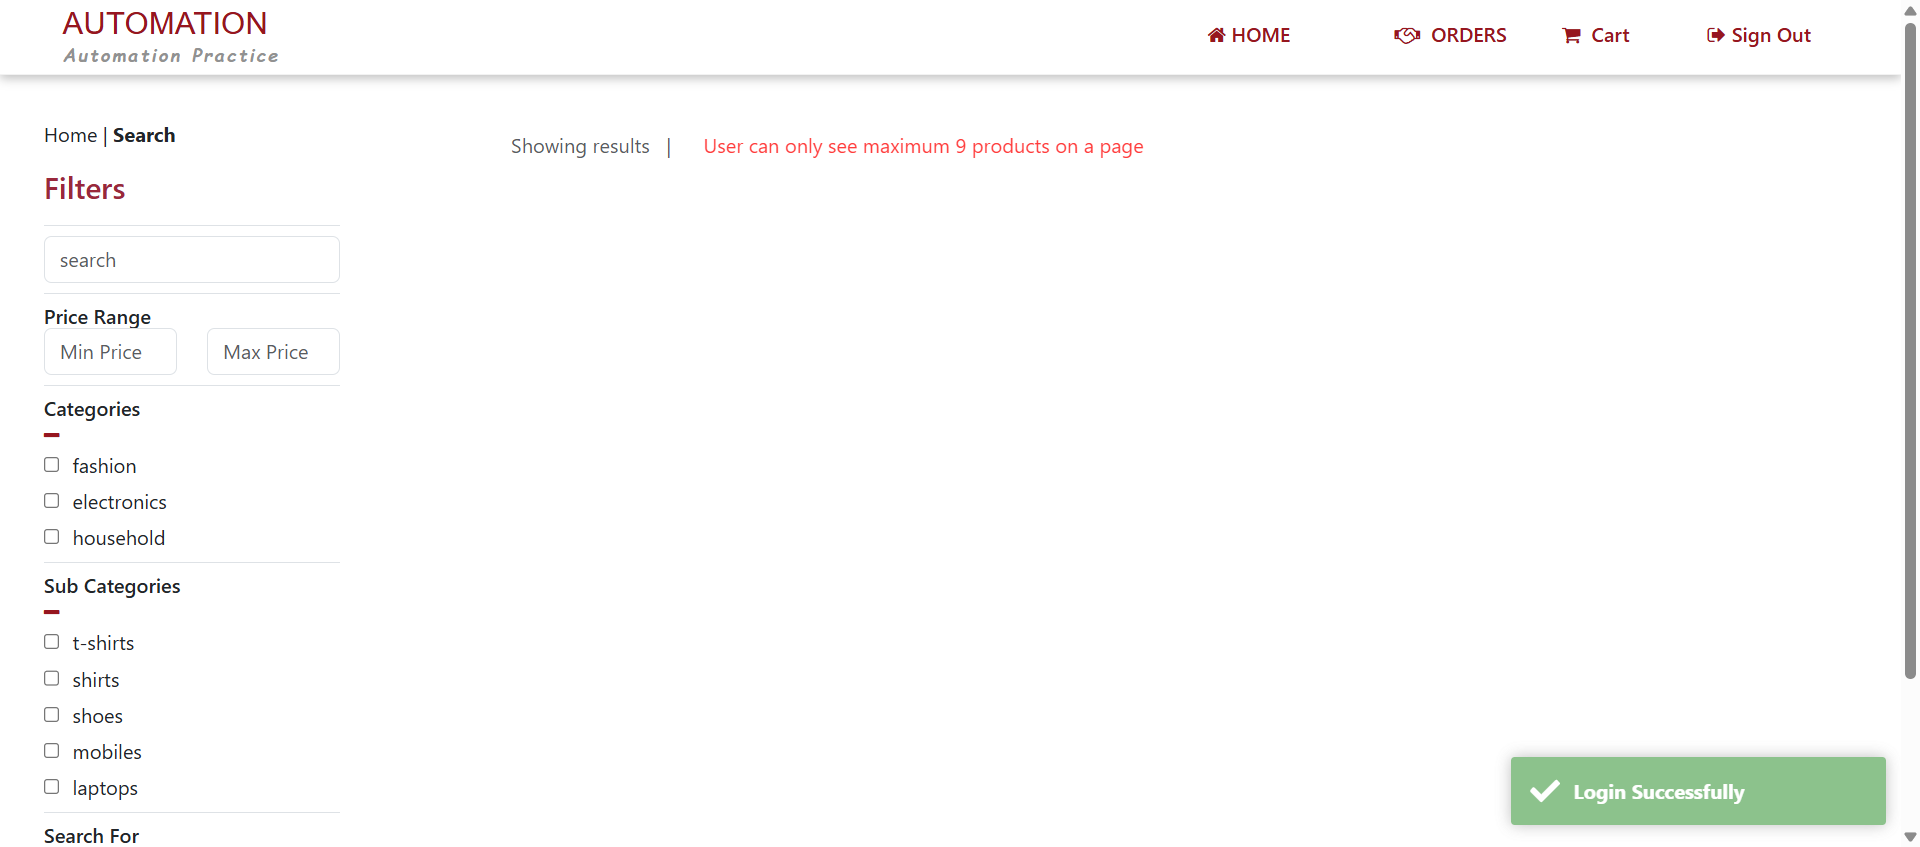 AUTOMATION
Automation Practice
HOME
ORDERS
Cart
Sign Out
Home | Search
Showing results | User can only see maximum 9 products on a page
Filters
search
Price Range
Min Price
Max Price
Categories
fashion
electronics
household
Sub Categories
t-shirts
shirts
shoes
mobiles
laptops
Search For
Login Successfully